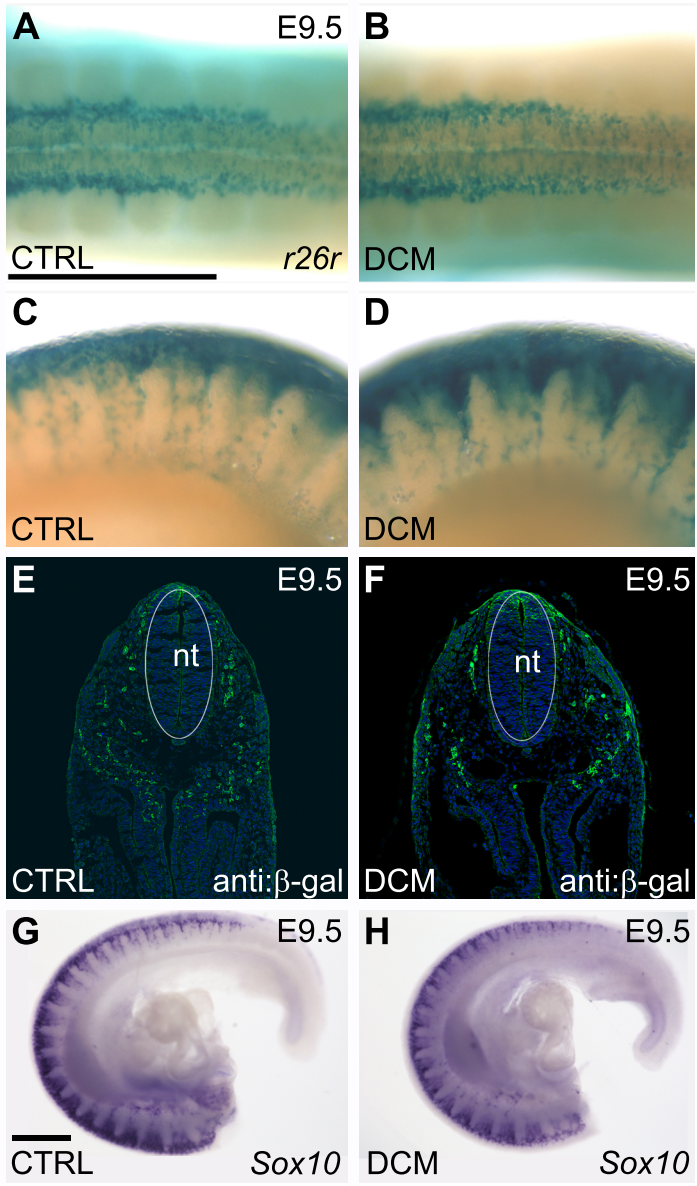 A E9.5
CTRL r26r
B
DCM
C
CTRL
D
DCM
E E9.5
nt
CTRL anti:β-gal
F E9.5
nt
DCM anti:β-gal
G E9.5
CTRL Sox10
H E9.5
DCM Sox10